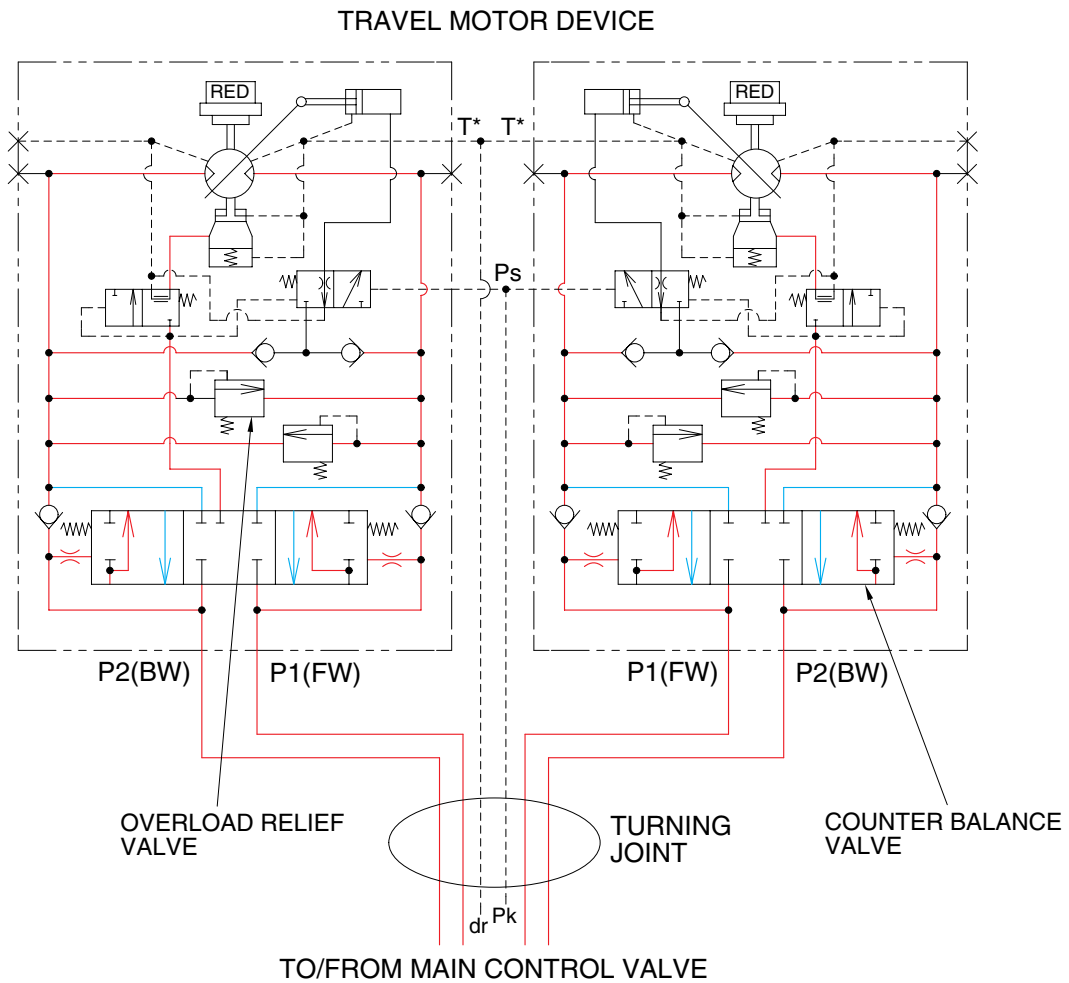 TRAVEL MOTOR DEVICE
RED
RED
T*
T*
Ps
P2(BW)
P1(FW)
P1(FW)
P2(BW)
OVERLOAD RELIEF
VALVE
TURNING
JOINT
COUNTER BALANCE
VALVE
dr
Pk
TO/FROM MAIN CONTROL VALVE